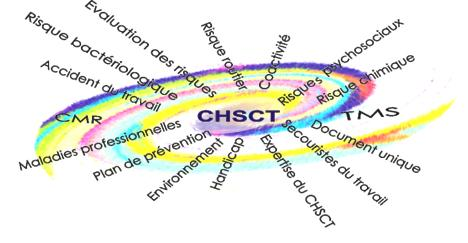 Evaluation des risques
Risque bactériologique
Risque routier
Coactivité
Risques psychosociaux
Risque chimique
Accident du travail
CMR
CHSCT
TMS
Maladies professionnelles
Plan de prévention
Environnement
Handicap
Expertise du CHSCT
Secouristes du travail
Document unique